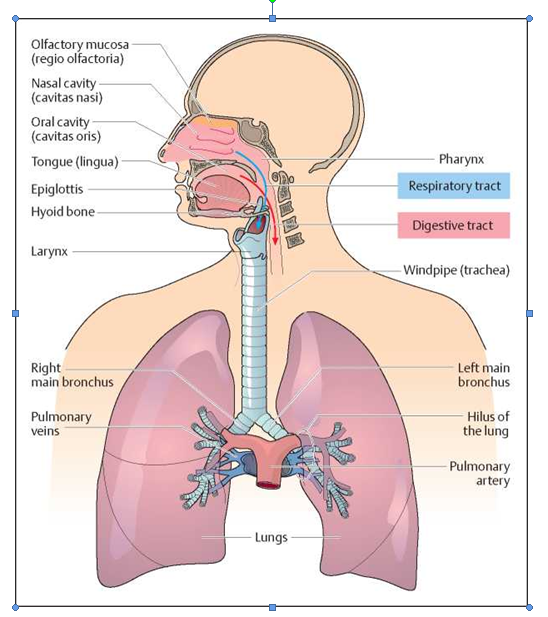 Olfactory mucosa
(regio olfactoria)
Nasal cavity
(cavitas nasi)
Oral cavity
(cavitas oris)
Tongue (lingua)
Epiglottis
Hyoid bone
Larynx
Pharynx
Respiratory tract
Digestive tract
Windpipe (trachea)
Right
main bronchus
Pulmonary
veins
Left main
bronchus
Hilus of
the lung
Pulmonary
artery
Lungs